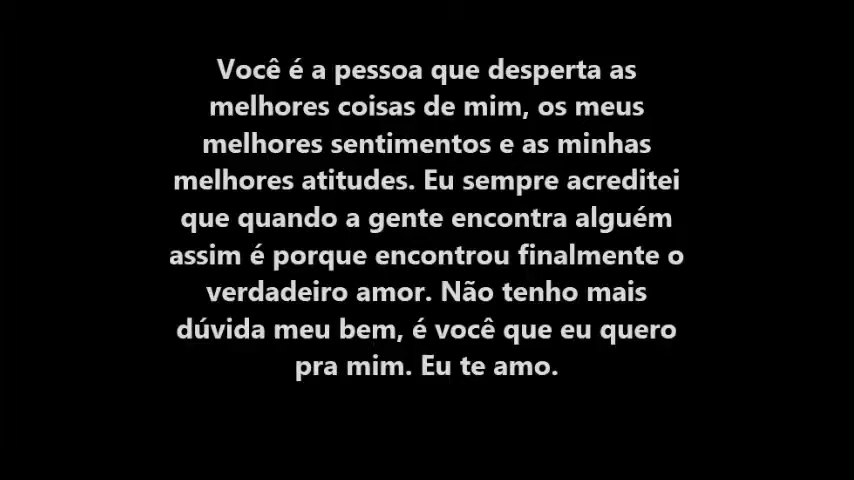 Você é a pessoa que desperta as
melhores coisas de mim, os meus
melhores sentimentos e as minhas
melhores atitudes. Eu sempre acreditei
que quando a gente encontra alguém
assim é porque encontrou finalmente o
verdadeiro amor. Não tenho mais
dúvida meu bem, é você que eu quero
pra mim. Eu te amo.